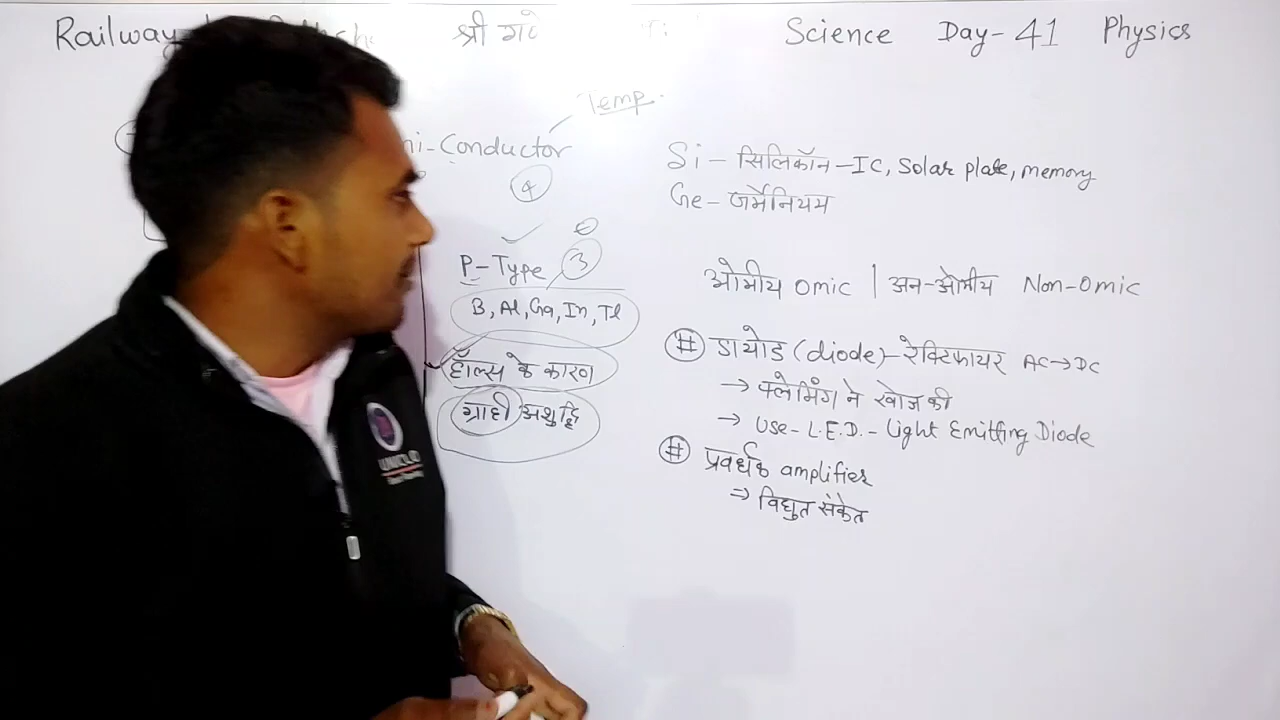 Railway श्री Science Day-41 Physics
Temp.
Conductor
4
P-Type 3
B, Al, Ga, In, Tl
हॉल्स के कारण
ग्राही अशुद्धि
Si - सिलिकॉन - IC, Solar plate, memory
Ge - जर्मेनियम
ओमीय omic | अन-ओमीय Non-omic
# डायोड (diode) - रेक्टिफायर AC→DC
→ फ्लेमिंग ने खोज की
→ Use - L.E.D. - Light Emitting Diode
# प्रवर्धक amplifier
⇒ विद्युत संकेत
UNICLO